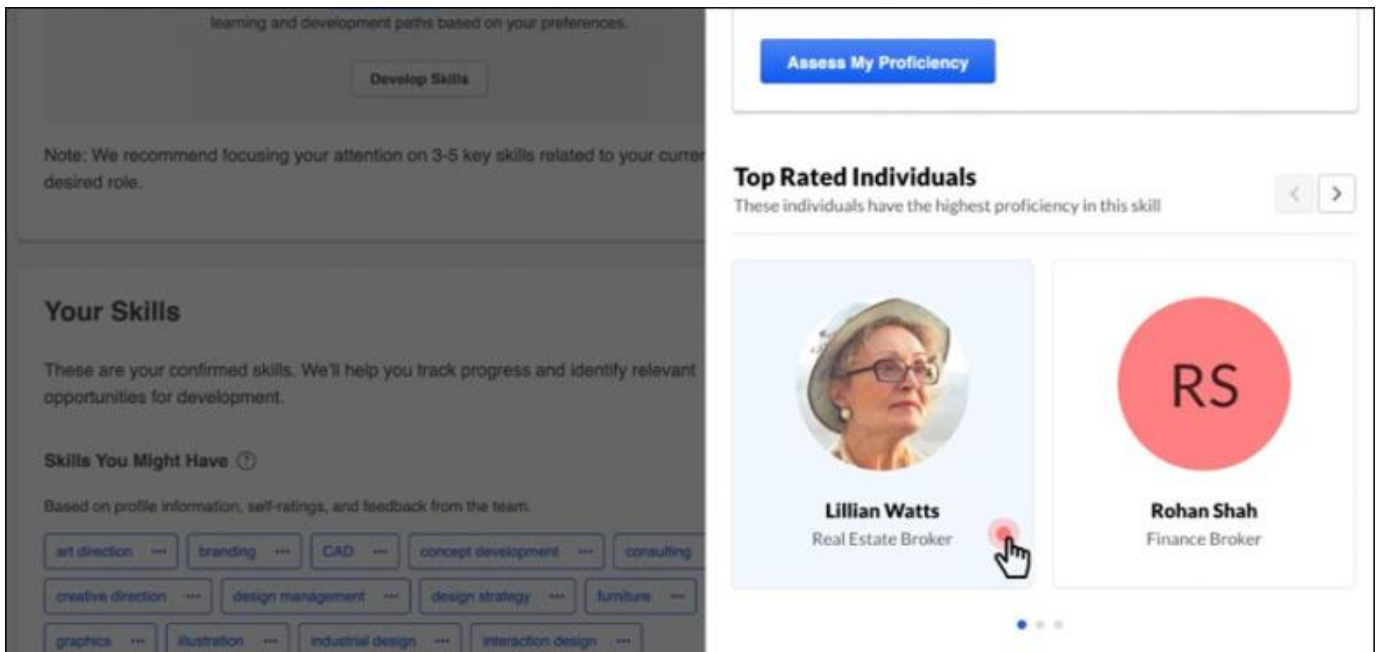 learning and development paths based on your preferences.
Develop Skills
Note: We recommend focusing your attention on 3-5 key skills related to your
desired role.
Your Skills
These are your confirmed skills. We'll help you track progress and identify relevant
opportunities for development.
Skills You Might Have ?
Based on profile information, self-ratings, and feedback from the team.
art direction ··· branding ··· CAD ··· concept development ··· consulting
creative direction ··· design management ··· design strategy ··· furniture ···
graphics ··· illustration ··· industrial design ··· interaction design ···
Assess My Proficiency
Top Rated Individuals
These individuals have the highest proficiency in this skill
< >
Lillian Watts
Real Estate Broker
RS
Rohan Shah
Finance Broker